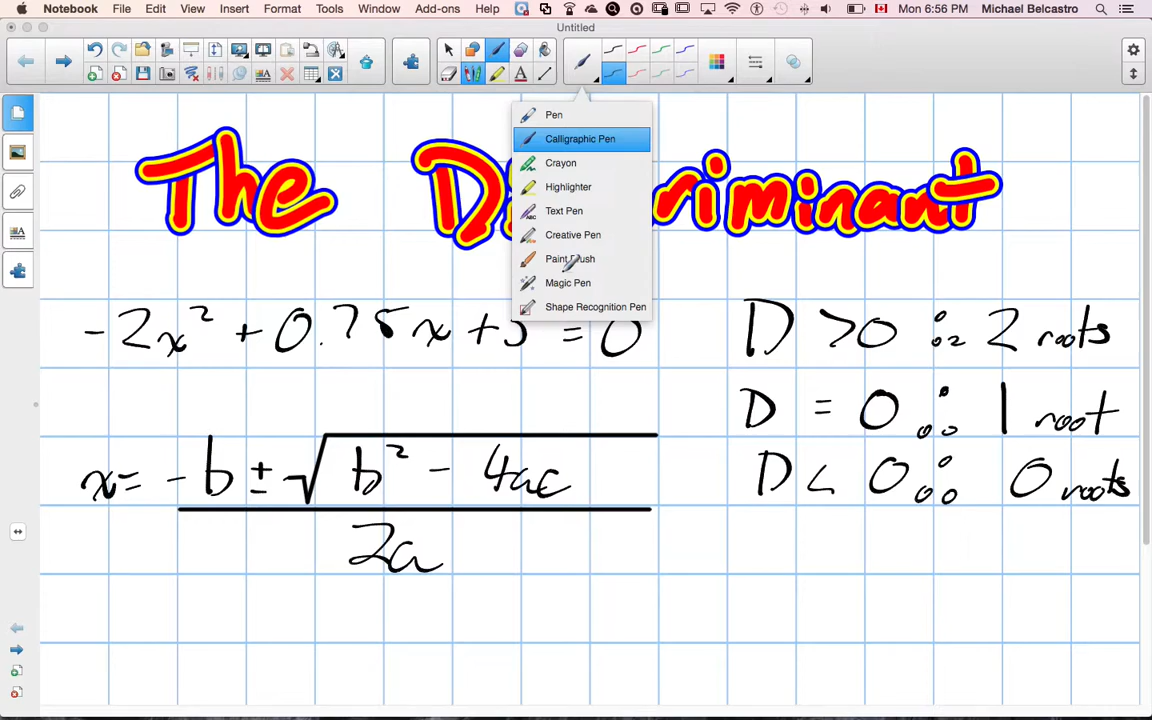 Notebook File Edit View Insert Format Tools Window Add-ons Help Mon 6:56 PM Michael Belcastro
Untitled
Pen
Calligraphic Pen
Crayon
Highlighter
Text Pen
Creative Pen
Paint Brush
Magic Pen
Shape Recognition Pen
The Discriminant
-2x² + 0.75x + 5 = 0
D > 0 ∴ 2 roots
D = 0 ∴ 1 root
x = -b ± √b² - 4ac
2a
D < 0 ∴ 0 roots